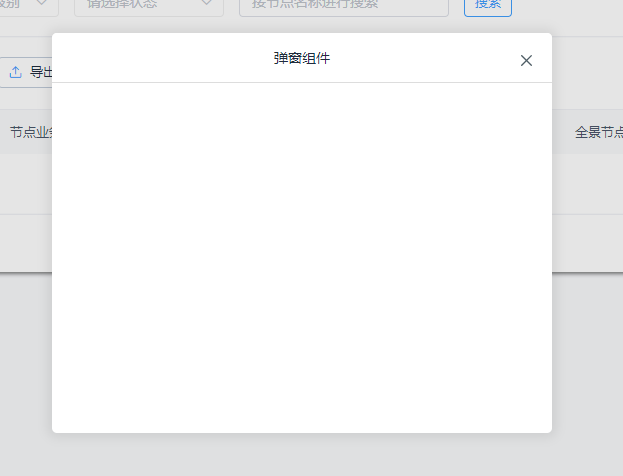 级别
请选择状态
按节点名称进行搜索
搜索
弹窗组件
导出
节点业务
全景节点